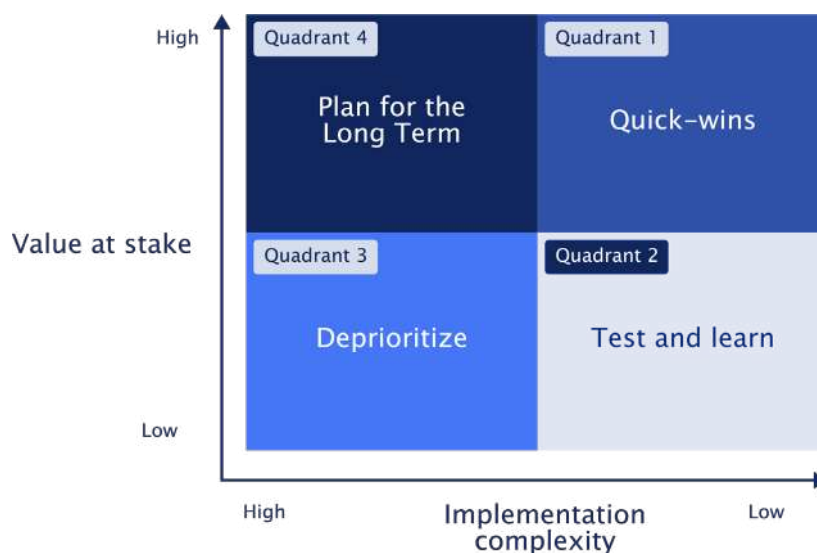 High
Quadrant 4
Quadrant 1
Plan for the
Long Term
Quick-wins
Value at stake
Quadrant 3
Quadrant 2
Deprioritize
Test and learn
Low
High
Implementation
complexity
Low